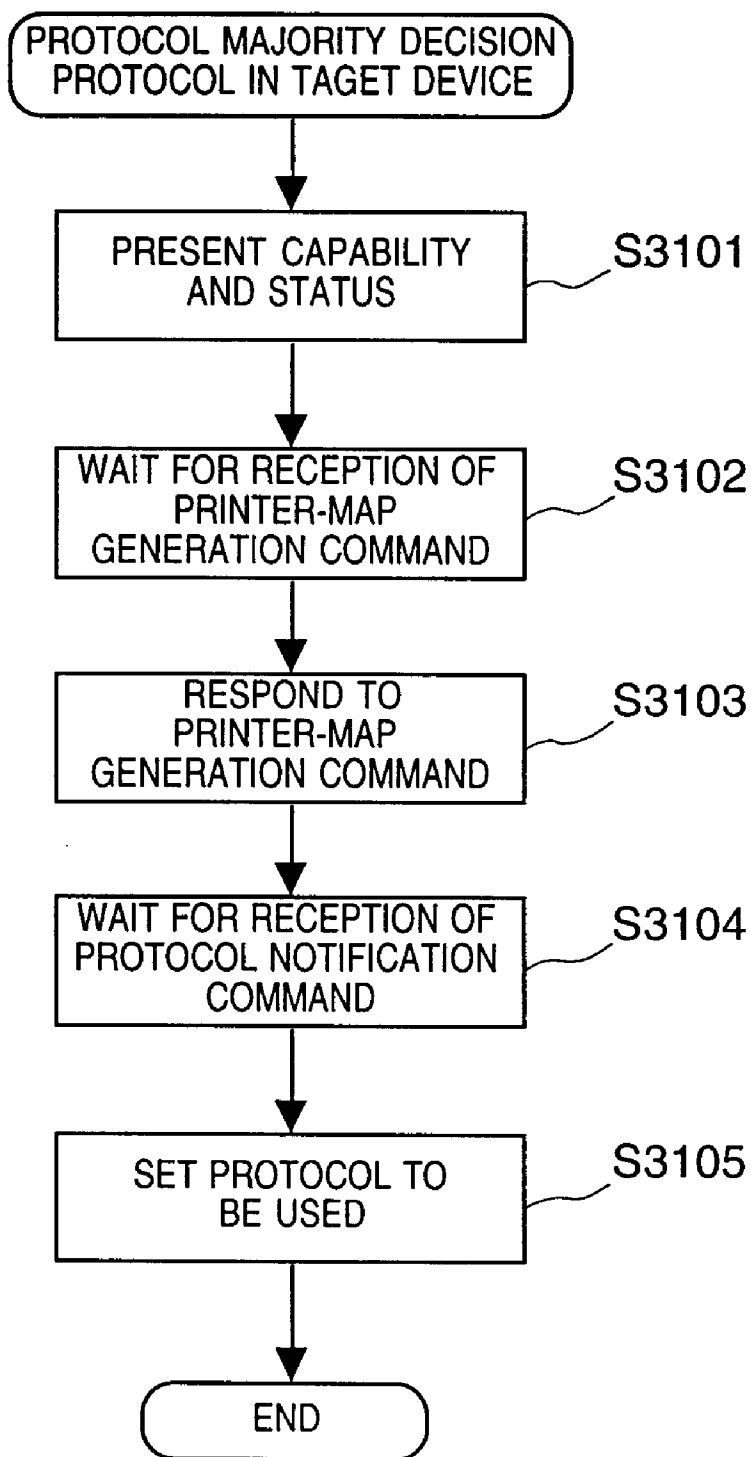 PROTOCOL MAJORITY DECISION
PROTOCOL IN TAGET DEVICE
PRESENT CAPABILITY
AND STATUS
S3101
WAIT FOR RECEPTION OF
PRINTER-MAP
GENERATION COMMAND
S3102
RESPOND TO
PRINTER-MAP
GENERATION COMMAND
S3103
WAIT FOR RECEPTION OF
PROTOCOL NOTIFICATION
COMMAND
S3104
SET PROTOCOL TO
BE USED
S3105
END